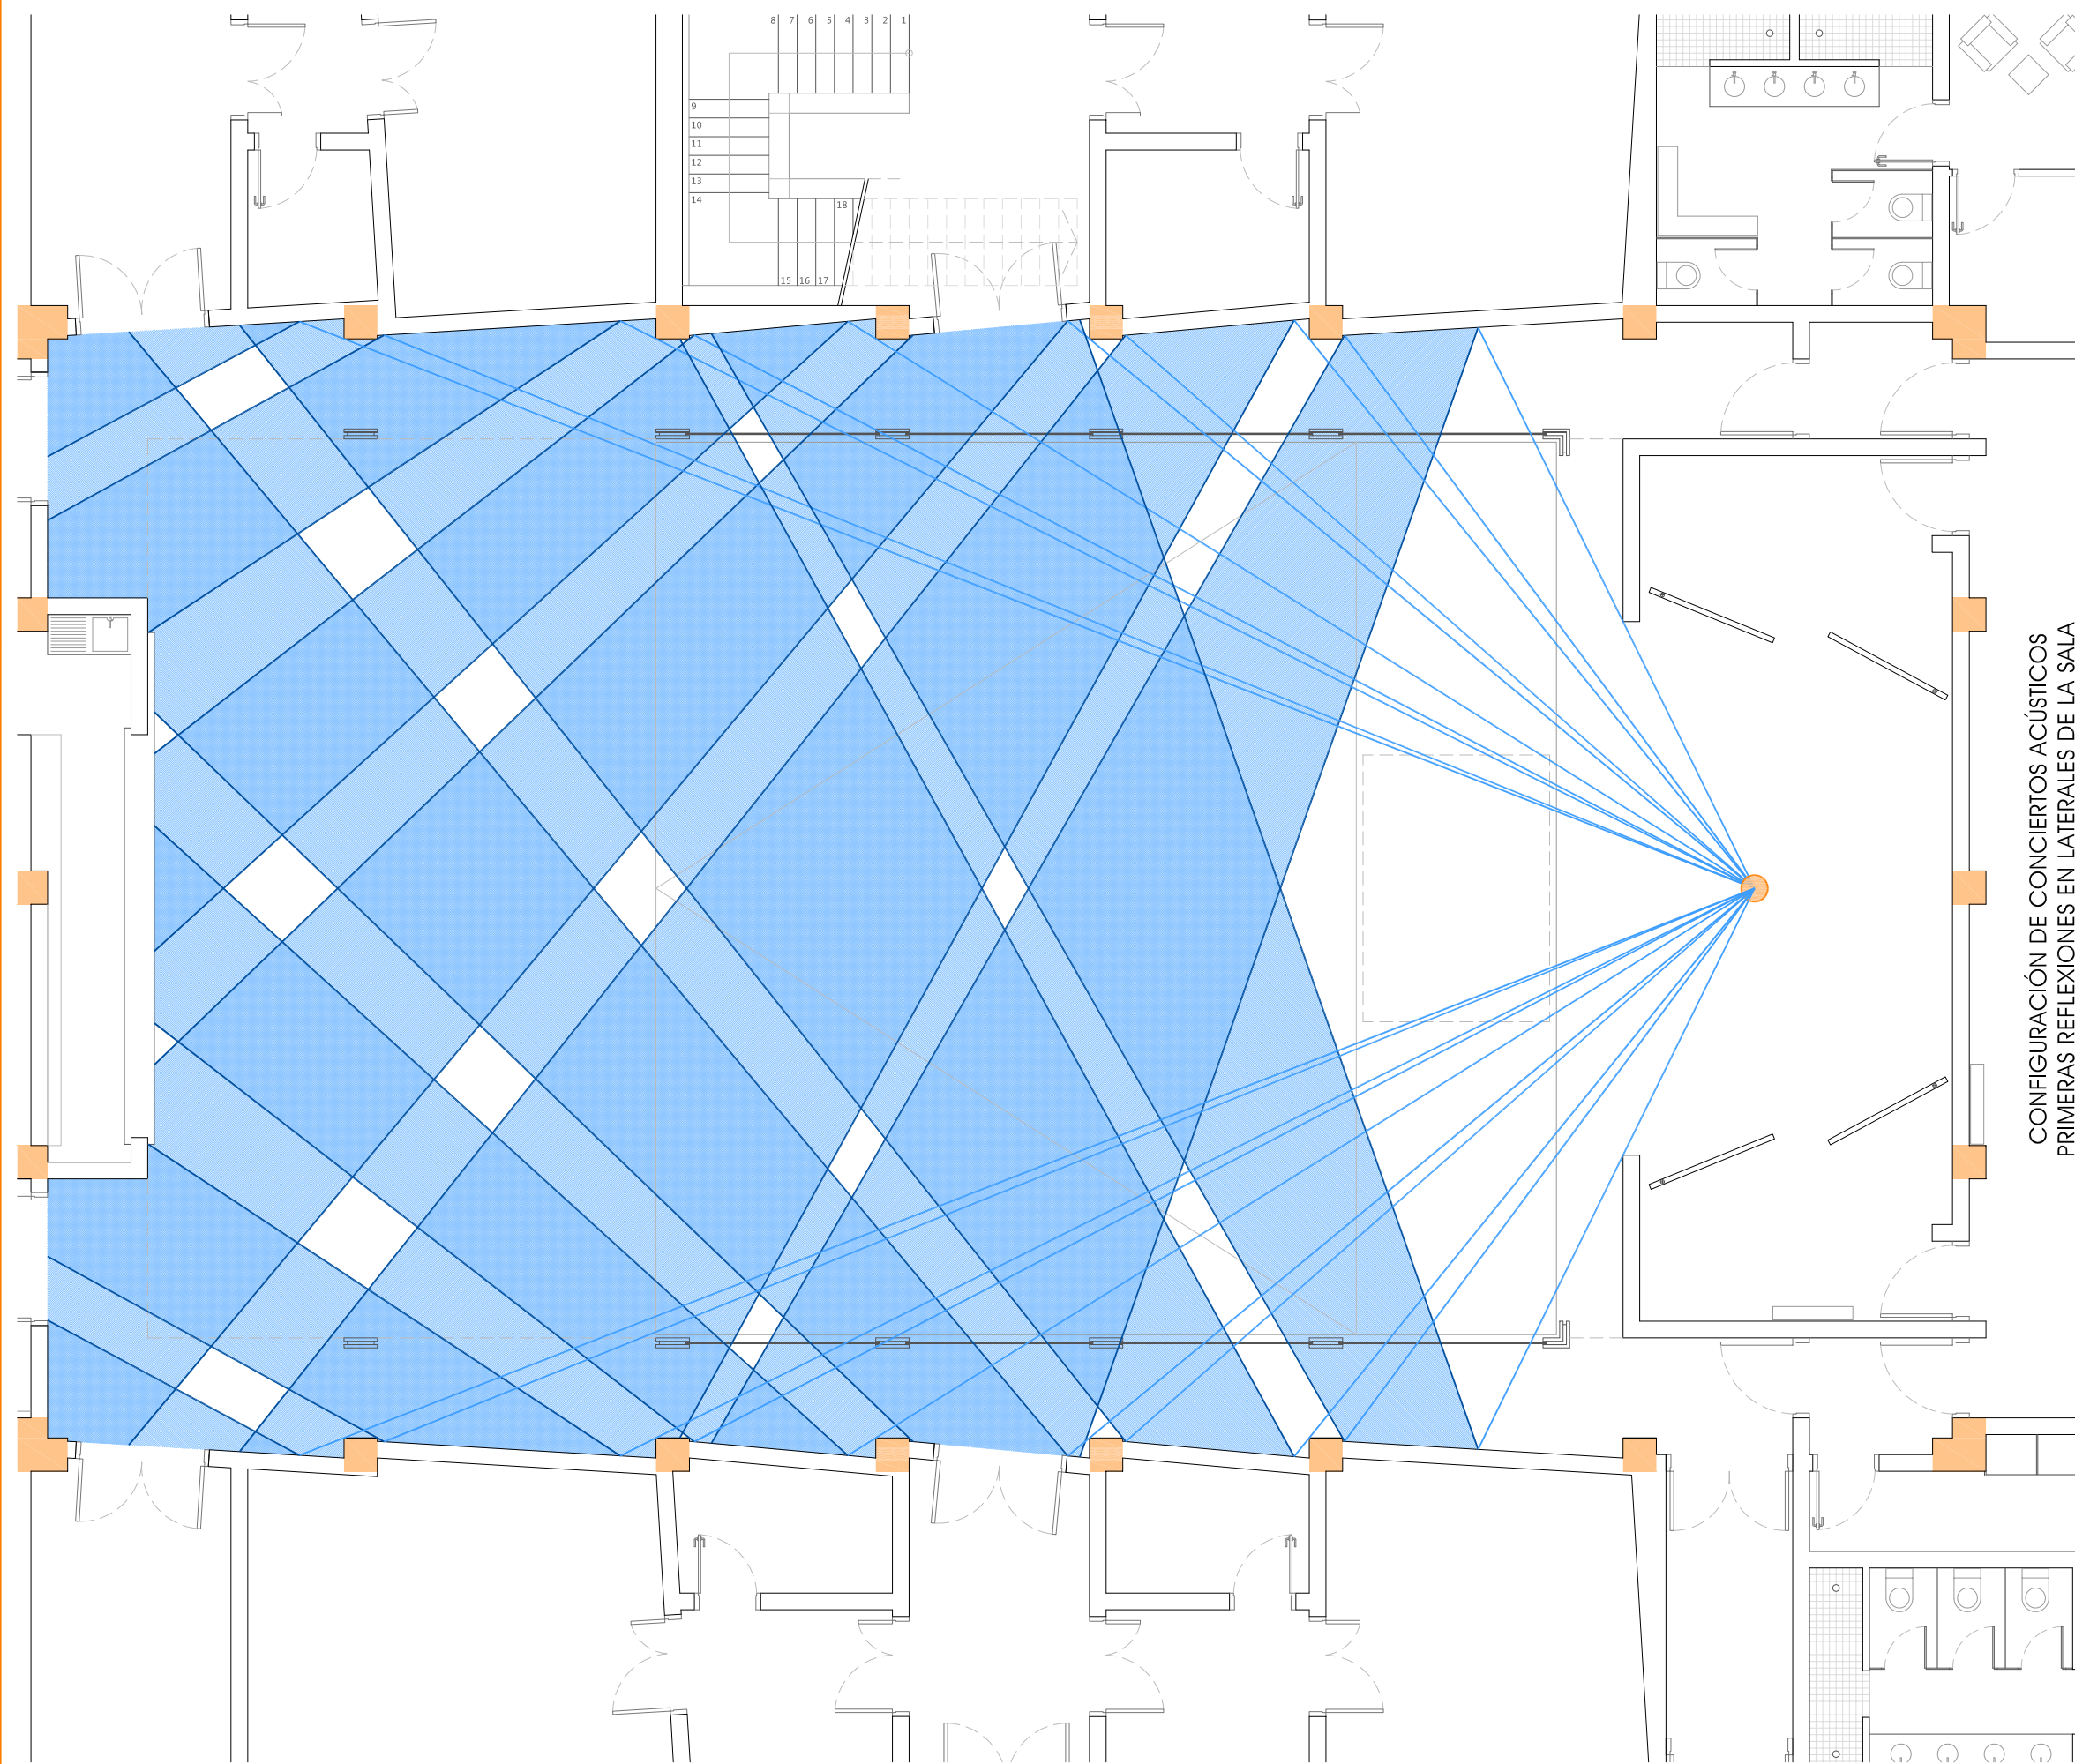 8 7 6 5 4 3 2 1
9
10
11
12
13
14
18
15 16 17
CONFIGURACIÓN DE CONCIERTOS ACÚSTICOS
PRIMERAS REFLEXIONES EN LATERALES DE LA SALA